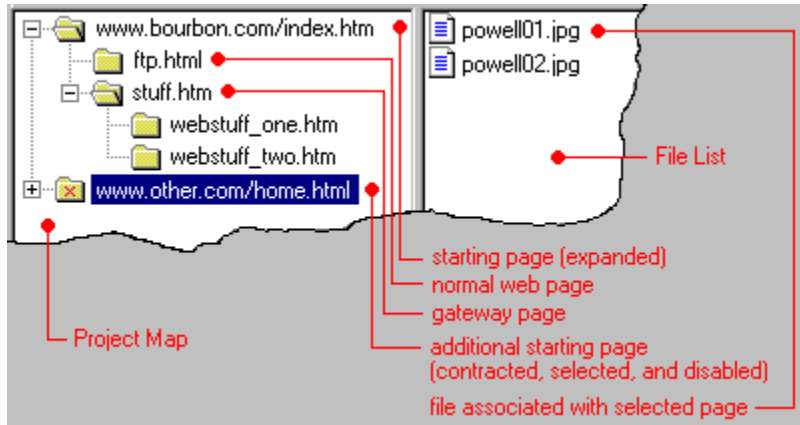 www.bourbon.com/index.htm
ftp.html
stuff.htm
webstuff_one.htm
webstuff_two.htm
www.other.com/home.html
powell01.jpg
powell02.jpg
File List
starting page (expanded)
normal web page
gateway page
Project Map
additional starting page
(contracted, selected, and disabled)
file associated with selected page